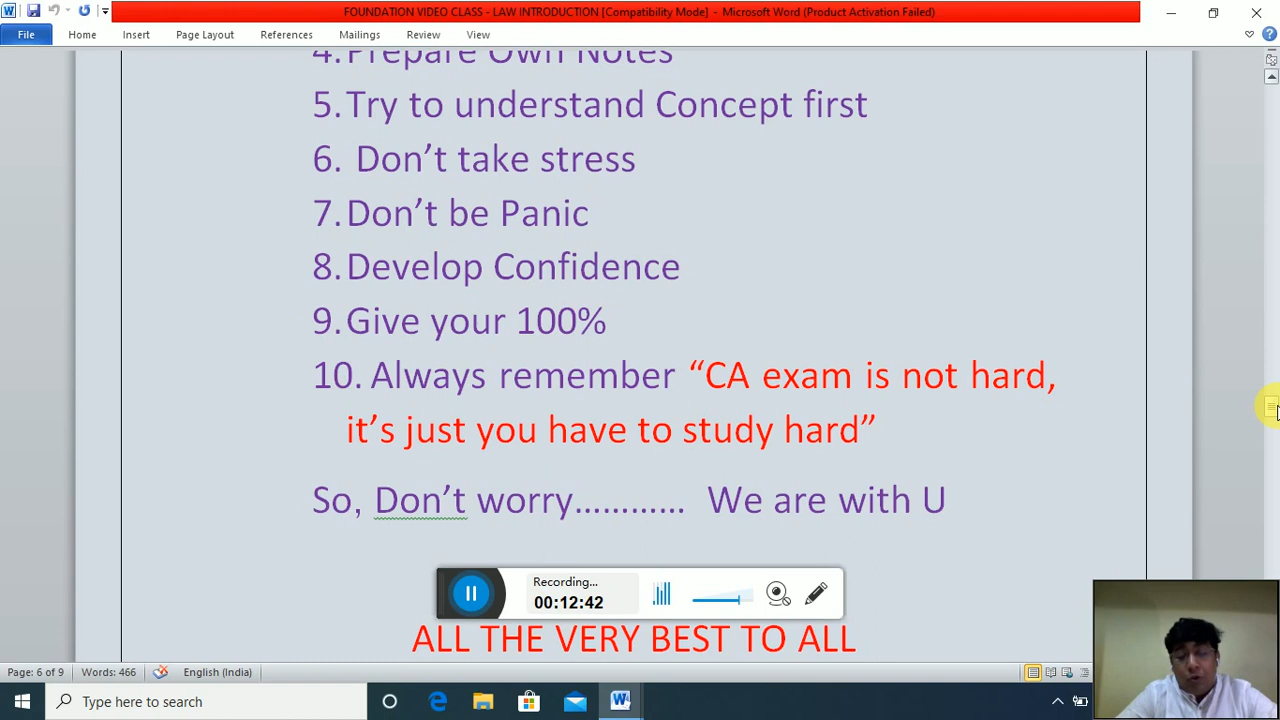 FOUNDATION VIDEO CLASS - LAW INTRODUCTION [Compatibility Mode] - Microsoft Word (Product Activation Failed)
File Home Insert Page Layout References Mailings Review View
4. Prepare Own Notes
5. Try to understand Concept first
6. Don't take stress
7. Don't be Panic
8. Develop Confidence
9. Give your 100%
10. Always remember “CA exam is not hard,
it's just you have to study hard”
So, Don't worry………… We are with U
Recording...
00:12:42
ALL THE VERY BEST TO ALL
Page: 6 of 9 Words: 466 English (India)
Type here to search